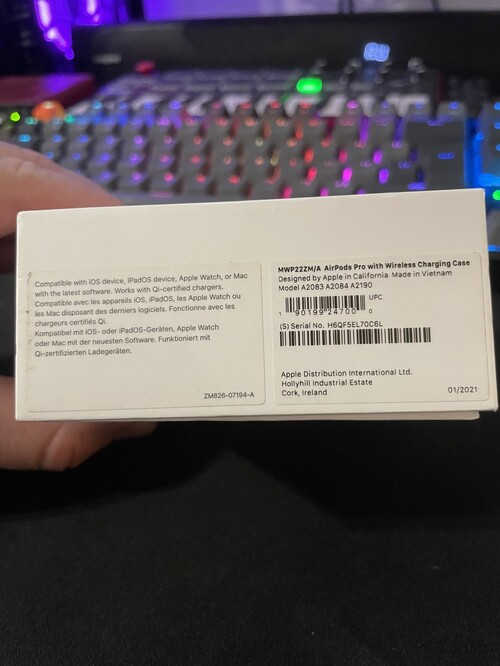 Compatible with iOS device, iPadOS device, Apple Watch, or Mac
with the latest software. Works with Qi-certified chargers.
Compatible avec les appareils iOS, iPadOS, les Apple Watch ou
les Mac disposant des derniers logiciels. Fonctionne avec les
chargeurs certifiés Qi.
Kompatibel mit iOS- oder iPadOS-Geräten, Apple Watch
oder Mac mit der neuesten Software. Funktioniert mit
Qi-zertifizierten Ladegeräten.
ZM826-07194-A
MWP22ZM/A AirPods Pro with Wireless Charging Case
Designed by Apple in California Made in Vietnam
Model A2083 A2084 A2190
UPC
1 90199 24700 0
(S) Serial No. H6QF5EL70C6L
Apple Distribution International Ltd.
Hollyhill Industrial Estate
Cork, Ireland
01/2021